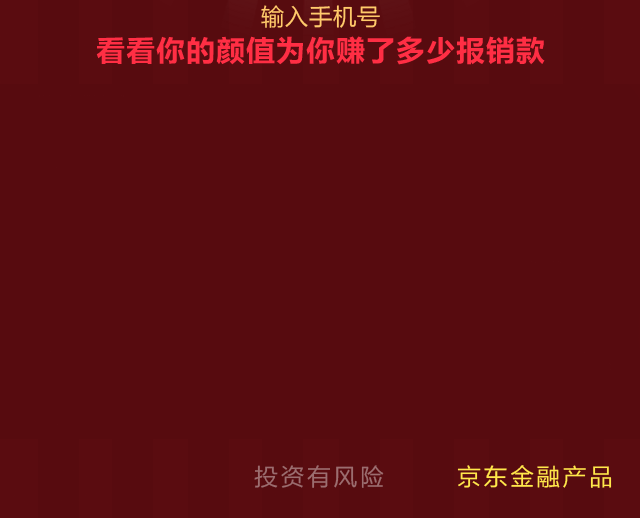 输入手机号
看看你的颜值为你赚了多少报销款
投资有风险
京东金融产品